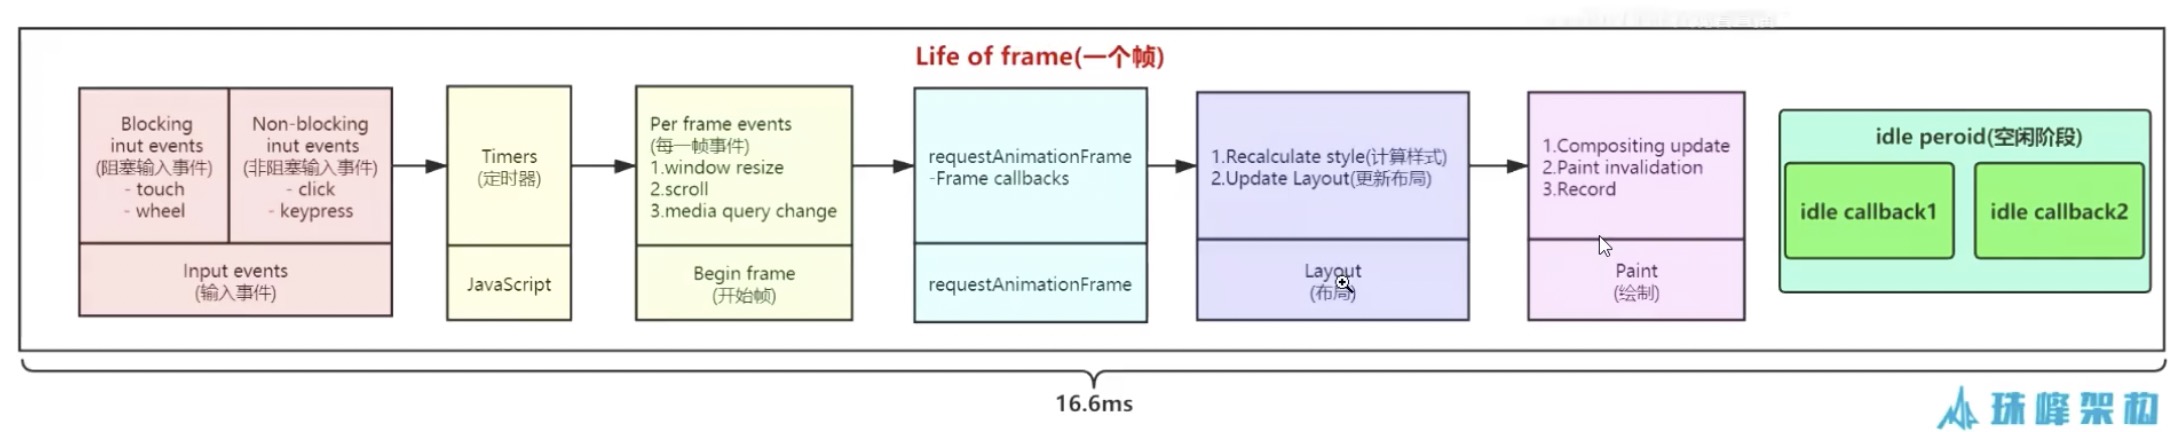 Life of frame(一个帧)
Blocking
inut events
(阻塞输入事件)
- touch
- wheel
Non-blocking
inut events
(非阻塞输入事件)
- click
- keypress
Input events
(输入事件)
Timers
(定时器)
JavaScript
Per frame events
(每一帧事件)
1.window resize
2.scroll
3.media query change
Begin frame
(开始帧)
requestAnimationFrame
-Frame callbacks
requestAnimationFrame
1.Recalculate style(计算样式)
2.Update Layout(更新布局)
Layout
(布局)
1.Compositing update
2.Paint invalidation
3.Record
Paint
(绘制)
idle peroid(空闲阶段)
idle callback1
idle callback2
16.6ms
珠峰架构